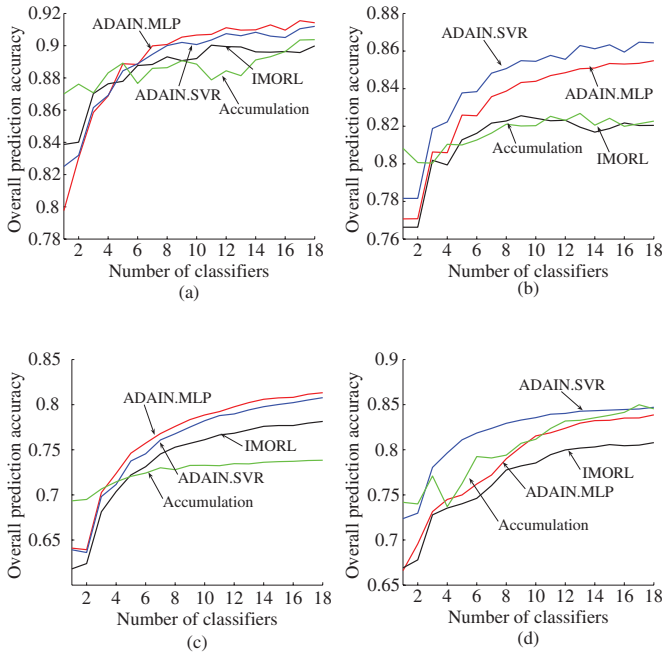 0.92
0.9
0.88
0.86
0.84
0.82
0.8
0.78
Overall prediction accuracy
ADAIN.MLP
IMORL
ADAIN.SVR
Accumulation
2 4 6 8 10 12 14 16 18
Number of classifiers
(a)
0.88
0.86
0.84
0.82
0.8
0.78
0.76
Overall prediction accuracy
ADAIN.SVR
ADAIN.MLP
Accumulation
IMORL
2 4 6 8 10 12 14 16 18
Number of classifiers
(b)
0.85
0.8
0.75
0.7
0.65
Overall prediction accuracy
ADAIN.MLP
IMORL
ADAIN.SVR
Accumulation
2 4 6 8 10 12 14 16 18
Number of classifiers
(c)
0.9
0.85
0.8
0.75
0.7
0.65
Overall prediction accuracy
ADAIN.SVR
IMORL
ADAIN.MLP
Accumulation
2 4 6 8 10 12 14 16 18
Number of classifiers
(d)